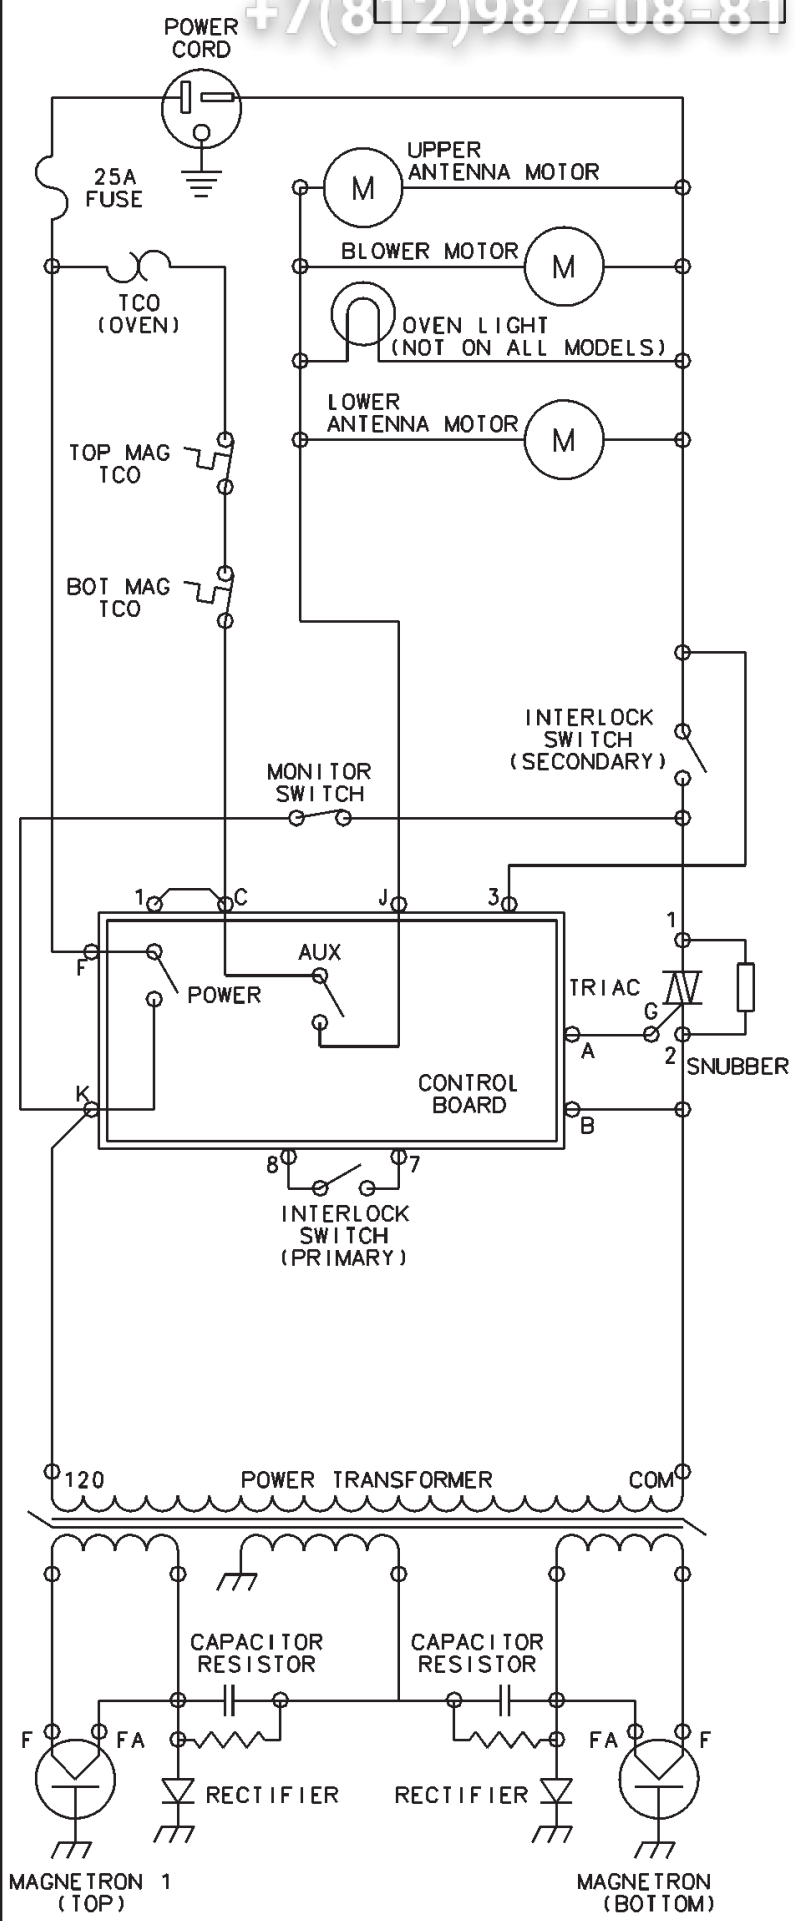 +7(812)987-08-81
POWER
CORD
25A
FUSE
UPPER
ANTENNA MOTOR
M
BLOWER MOTOR
M
TCO
(OVEN)
OVEN LIGHT
(NOT ON ALL MODELS)
LOWER
ANTENNA MOTOR
M
TOP MAG
TCO
BOT MAG
TCO
INTERLOCK
SWITCH
(SECONDARY)
MONITOR
SWITCH
1
C
J
3
1
F
POWER
AUX
TRIAC
G
A
2
SNUBBER
K
CONTROL
BOARD
B
8
7
INTERLOCK
SWITCH
(PRIMARY)
120
POWER TRANSFORMER
COM
CAPACITOR
RESISTOR
CAPACITOR
RESISTOR
F
FA
FA
F
RECTIFIER
RECTIFIER
MAGNETRON 1
(TOP)
MAGNETRON
(BOTTOM)